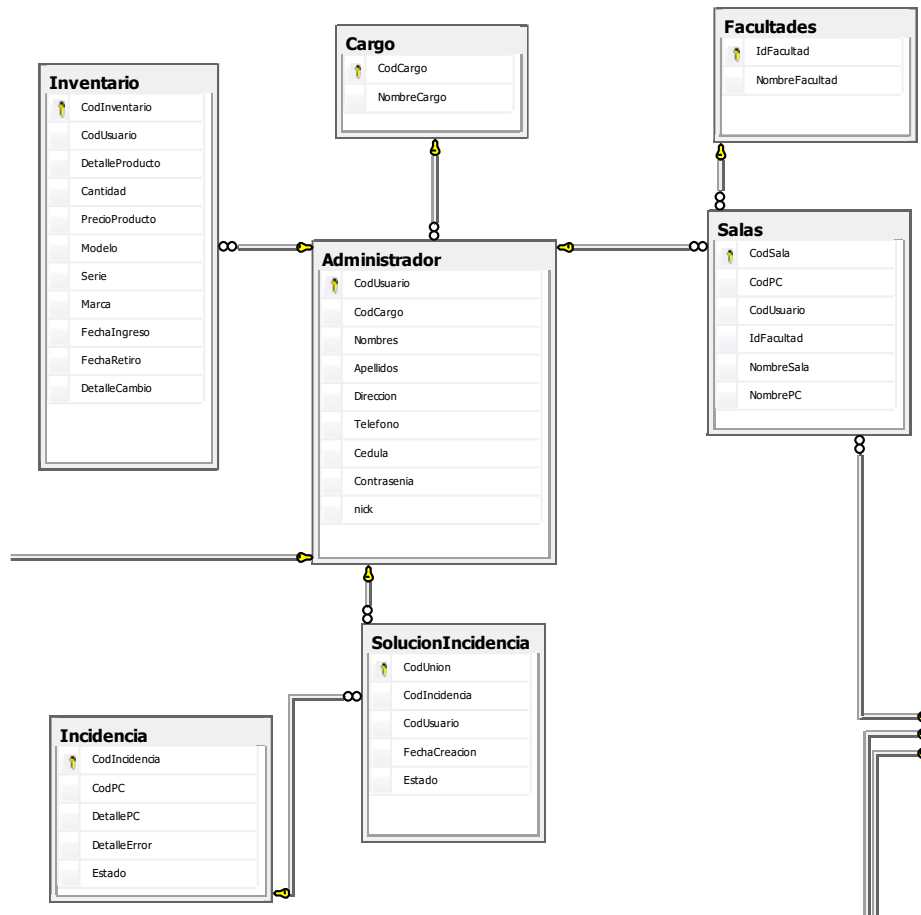 Cargo
CodCargo
NombreCargo
Facultades
IdFacultad
NombreFacultad
Inventario
CodInventario
CodUsuario
DetalleProducto
Cantidad
PrecioProducto
Modelo
Serie
Marca
FechaIngreso
FechaRetiro
DetalleCambio
Administrador
CodUsuario
CodCargo
Nombres
Apellidos
Direccion
Telefono
Cedula
Contrasenia
nick
Salas
CodSala
CodPC
CodUsuario
IdFacultad
NombreSala
NombrePC
SolucionIncidencia
CodUnion
CodIncidencia
CodUsuario
FechaCreacion
Estado
Incidencia
CodIncidencia
CodPC
DetallePC
DetalleError
Estado